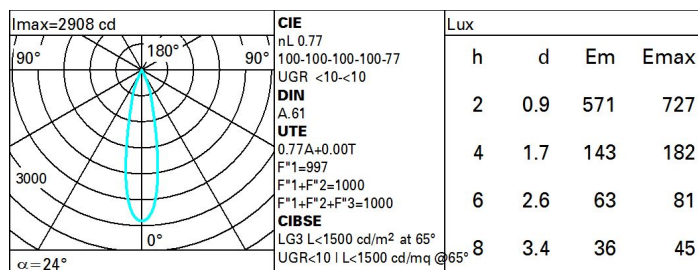 Imax=2908 cd
90°
180°
90°
3000
0°
α=24°
CIE
nL 0.77
100-100-100-100-77
UGR <10-<10
DIN
A.61
UTE
0.77A+0.00T
F"1=997
F"1+F"2=1000
F"1+F"2+F"3=1000
CIBSE
LG3 L<1500 cd/m² at 65°
UGR<10 | L<1500 cd/mq @65°
Lux
h d Em Emax
2 0.9 571 727
4 1.7 143 182
6 2.6 63 81
8 3.4 36 45